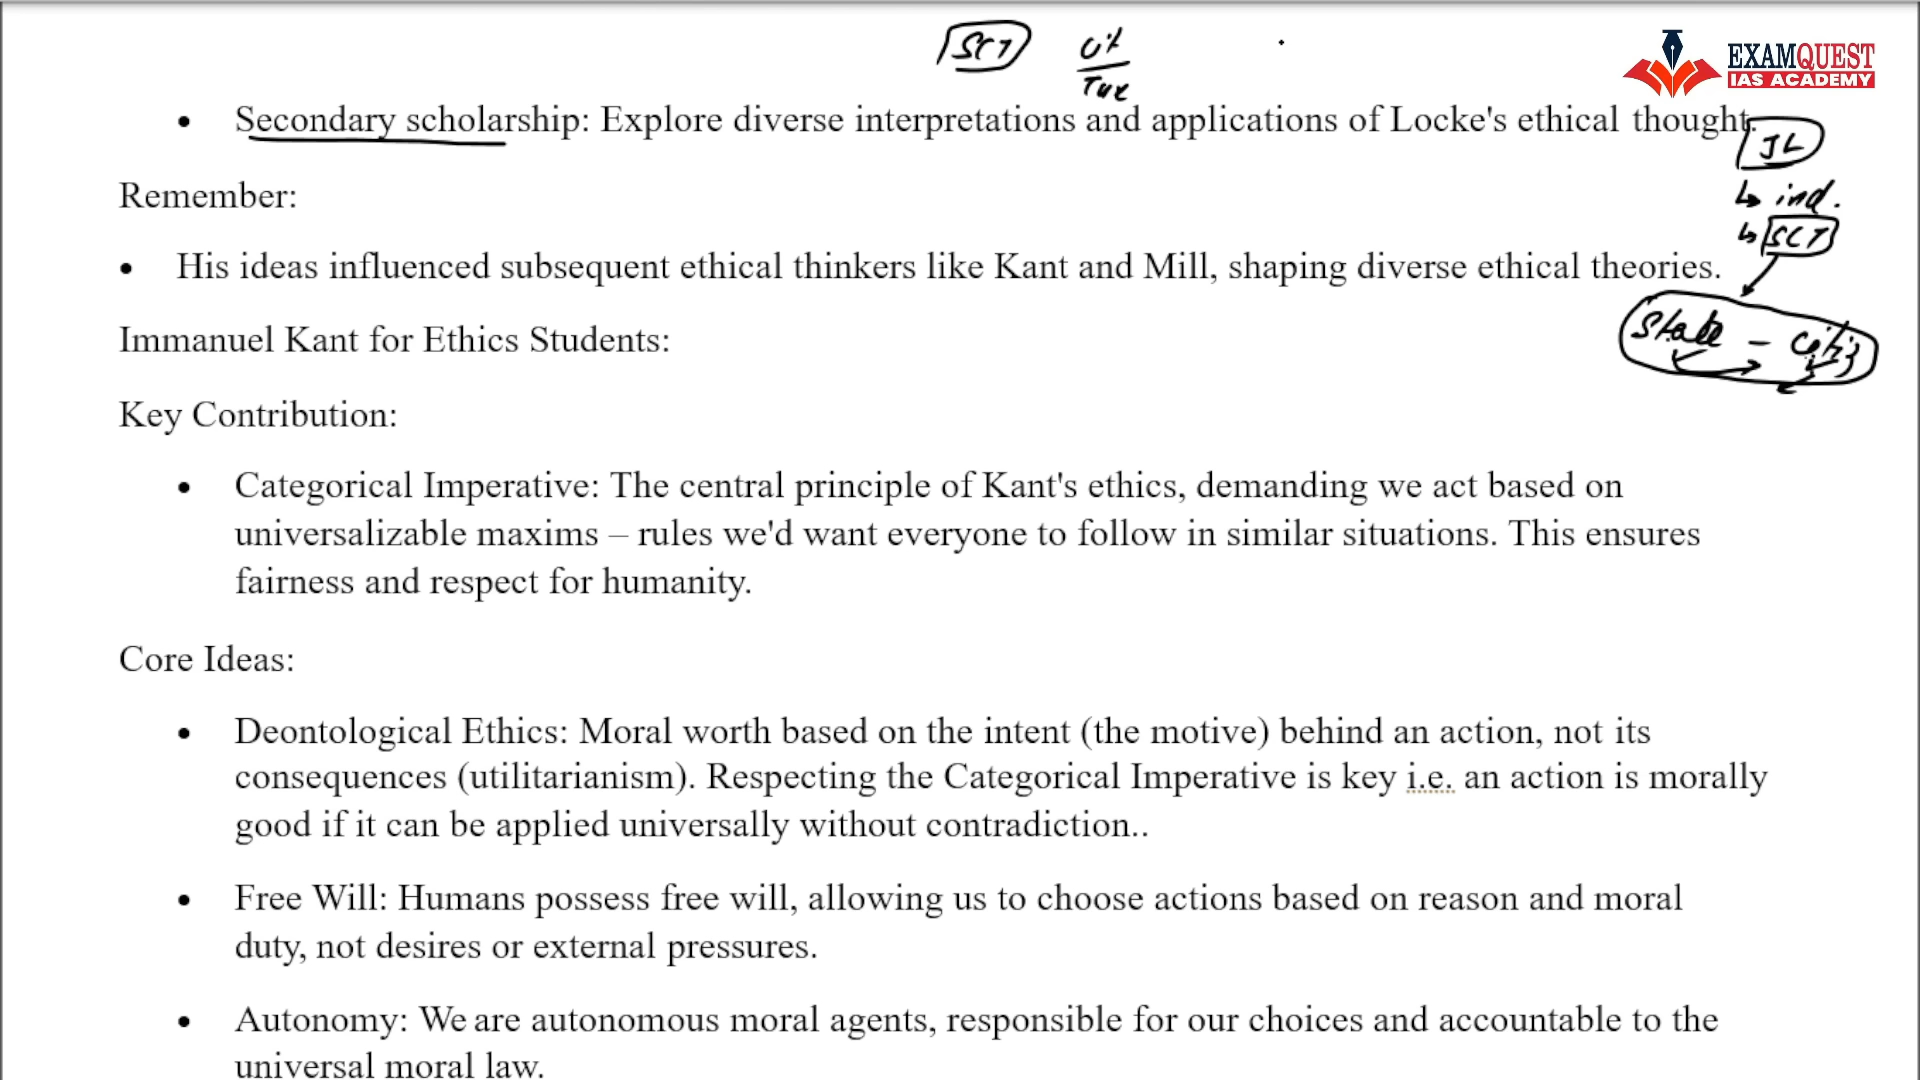 SCT
EXAMQUEST
IAS ACADEMY
• Secondary scholarship: Explore diverse interpretations and applications of Locke's ethical thought.
JL
Remember:
↳ ind.
↳ SCT
• His ideas influenced subsequent ethical thinkers like Kant and Mill, shaping diverse ethical theories.
State –
Immanuel Kant for Ethics Students:
Key Contribution:
• Categorical Imperative: The central principle of Kant's ethics, demanding we act based on
universalizable maxims – rules we'd want everyone to follow in similar situations. This ensures
fairness and respect for humanity.
Core Ideas:
• Deontological Ethics: Moral worth based on the intent (the motive) behind an action, not its
consequences (utilitarianism). Respecting the Categorical Imperative is key i.e. an action is morally
good if it can be applied universally without contradiction..
• Free Will: Humans possess free will, allowing us to choose actions based on reason and moral
duty, not desires or external pressures.
• Autonomy: We are autonomous moral agents, responsible for our choices and accountable to the
universal moral law.